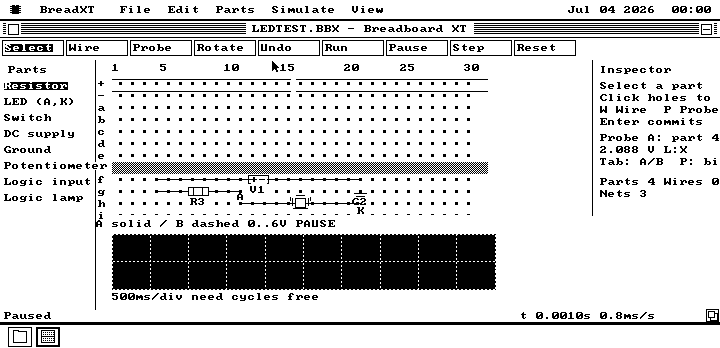 BreadXT File Edit Parts Simulate View Jul 04 2026 00:00
LEDTEST.BBX - Breadboard XT
Select Wire Probe Rotate Undo Run Pause Step Reset
Parts
Resistor
LED (A,K)
Switch
DC supply
Ground
Potentiometer
Logic input
Logic lamp
1 5 10 15 20 25 30
+
-
a
b
c
d
e
f
g
h
i
V1
R3
A
C2
K
A solid / B dashed 0..6V PAUSE
500ms/div need cycles free
Inspector
Select a part
Click holes to
W Wire P Probe
Enter commits
Probe A: part 4
2.088 V L:X
Tab: A/B P: bi
Parts 4 Wires 0
Nets 3
Paused t 0.0010s 0.8ms/s